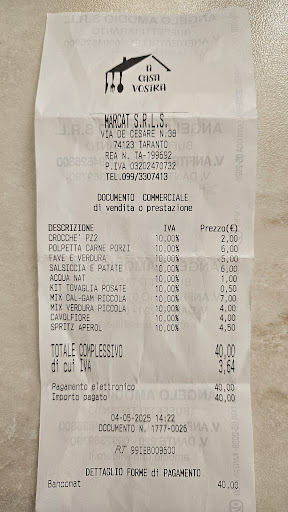 A
CASA
VOSTRA
MARCAT S.R.L.S.
VIA DE CESARE N.38
74123 TARANTO
REA N. TA-199582
P.IVA 03202470732
TEL.099/3307413
DOCUMENTO COMMERCIALE
di vendita o prestazione
DESCRIZIONE IVA Prezzo(€)
CROCCHE' PZ2 10,00% 2,00
POLPETTA CARNE PORZI 10,00% 6,00
FAVE E VERDURA 10,00% 5,00
SALSICCIA E PATATE 10,00% 6,00
ACQUA NAT 10,00% 1,00
KIT TOVAGLIA POSATE 10,00% 0,50
MIX CAL-GAM PICCOLA 10,00% 7,00
MIX VERDURA PICCOLA 10,00% 4,00
CAVOLFIORE 10,00% 4,00
SPRITZ APEROL 10,00% 4,50
TOTALE COMPLESSIVO 40,00
di cui IVA 3,64
Pagamento elettronico 40,00
Importo pagato 40,00
04-05-2025 14:22
DOCUMENTO N. 1777-0026
RT 99IEB009600
DETTAGLIO FORME di PAGAMENTO
Bancomat 40,00